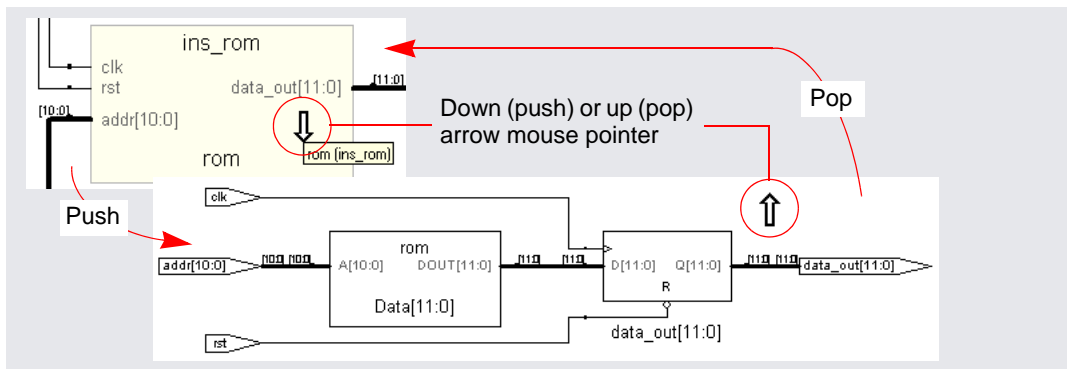 ins_rom
clk
rst
data_out[11:0]
[11:0]
[10:0]
addr[10:0]
rom
rom (ins_rom)
Down (push) or up (pop)
arrow mouse pointer
Pop
Push
clk
addr[10:0]
[10:0] [10:0]
rom
A[10:0]
DOUT[11:0]
Data[11:0]
[11:0]
[11:0]
D[11:0]
Q[11:0]
R
data_out[11:0]
[11:0] [11:0]
data_out[11:0]
rst